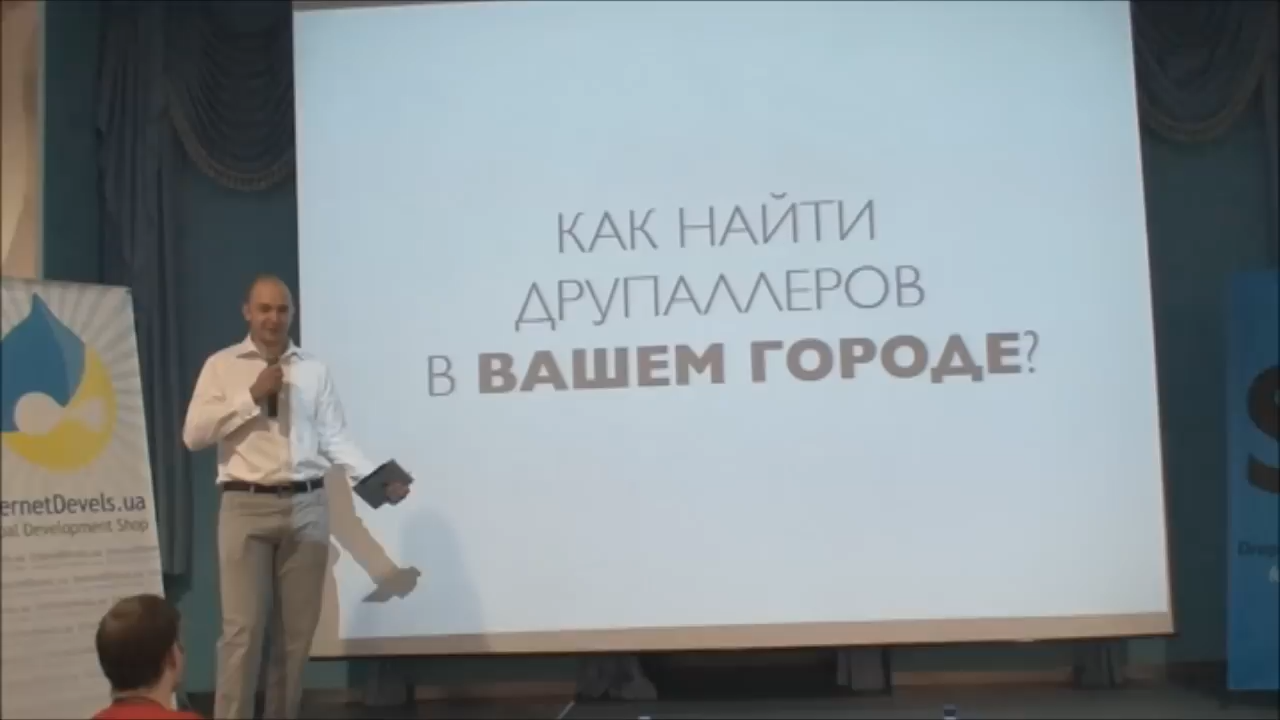 КАК НАЙТИ
ДРУПАЛЛЕРОВ
В ВАШЕМ ГОРОДЕ?
ernetDevels.ua
al Development Shop